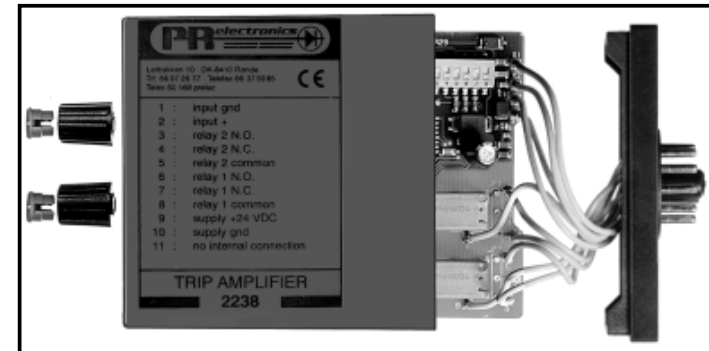 PR electronics
CE
1 : input gnd
2 : input +
3 : relay 2 N.O.
4 : relay 2 N.C.
5 : relay 2 common
6 : relay 1 N.O.
7 : relay 1 N.C.
8 : relay 1 common
9 : supply +24 VDC
10 : supply gnd
11 : no internal connection
TRIP AMPLIFIER
2238